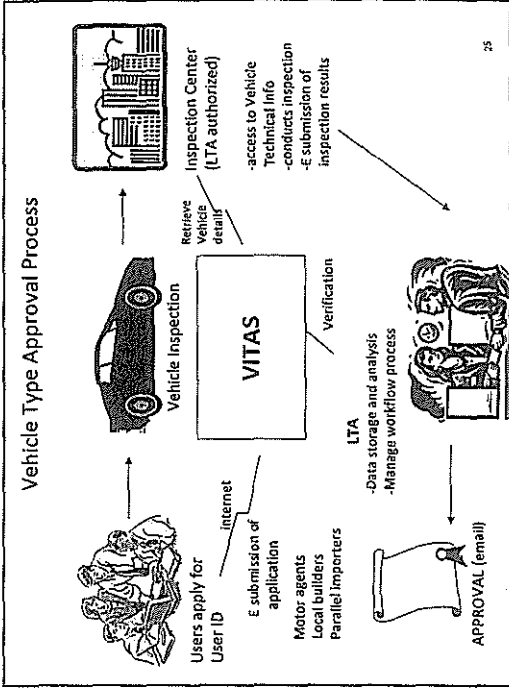 Vehicle Type Approval Process
Users apply for
User ID
internet
E submission of
application
Motor agents
Local builders
Parallel Importers
Vehicle Inspection
VITAS
Retrieve
Vehicle
details
Verification
Inspection Center
(LTA authorized)
-access to Vehicle
Technical Info
-conducts inspection
-E submission of
inspection results
LTA
-Data storage and analysis
-Manage workflow process
APPROVAL (email)
25